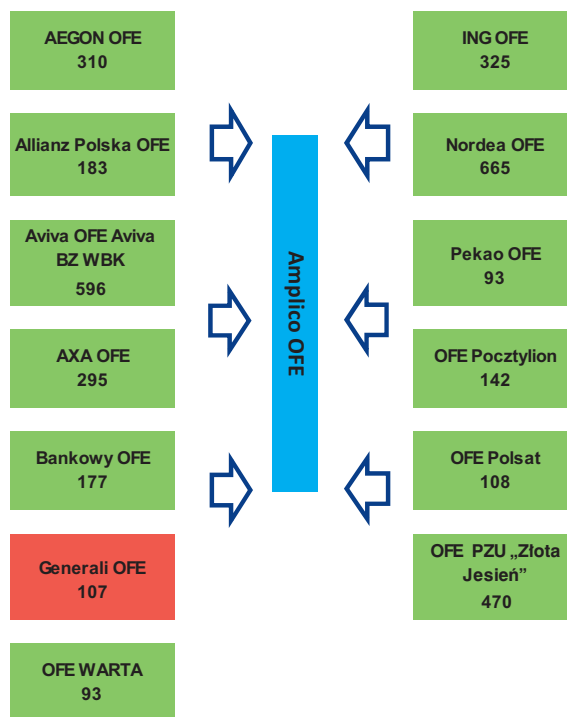 AEGON OFE
310
Allianz Polska OFE
183
Aviva OFE Aviva
BZ WBK
596
AXA OFE
295
Bankowy OFE
177
Generali OFE
107
OFE WARTA
93
Amplico OFE
ING OFE
325
Nordea OFE
665
Pekao OFE
93
OFE Pocztylion
142
OFE Polsat
108
OFE PZU „Złota
Jesień”
470